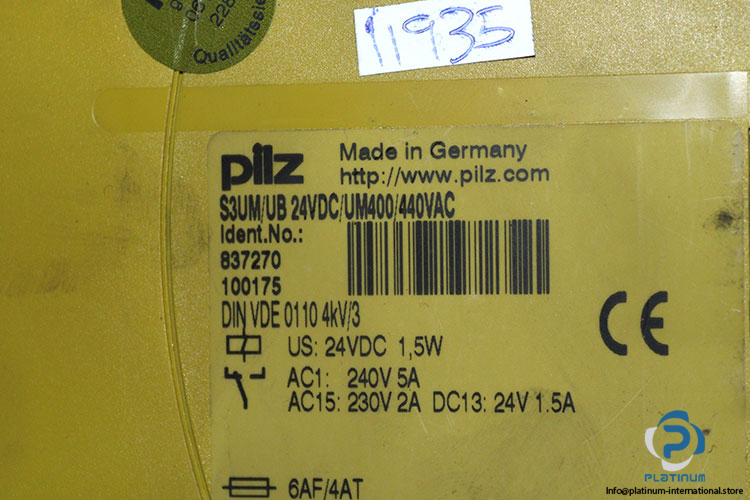 228
Qualitätssie
11935
pilz
Made in Germany
http://www.pilz.com
S3UM/UB 24VDC/UM400/440VAC
Ident.No.:
837270
100175
DIN VDE 0110 4kV/3
CE
US: 24VDC 1,5W
AC1: 240V 5A
AC15: 230V 2A DC13: 24V 1.5A
6AF/4AT
PLATINUM
Info@platinum-international.store